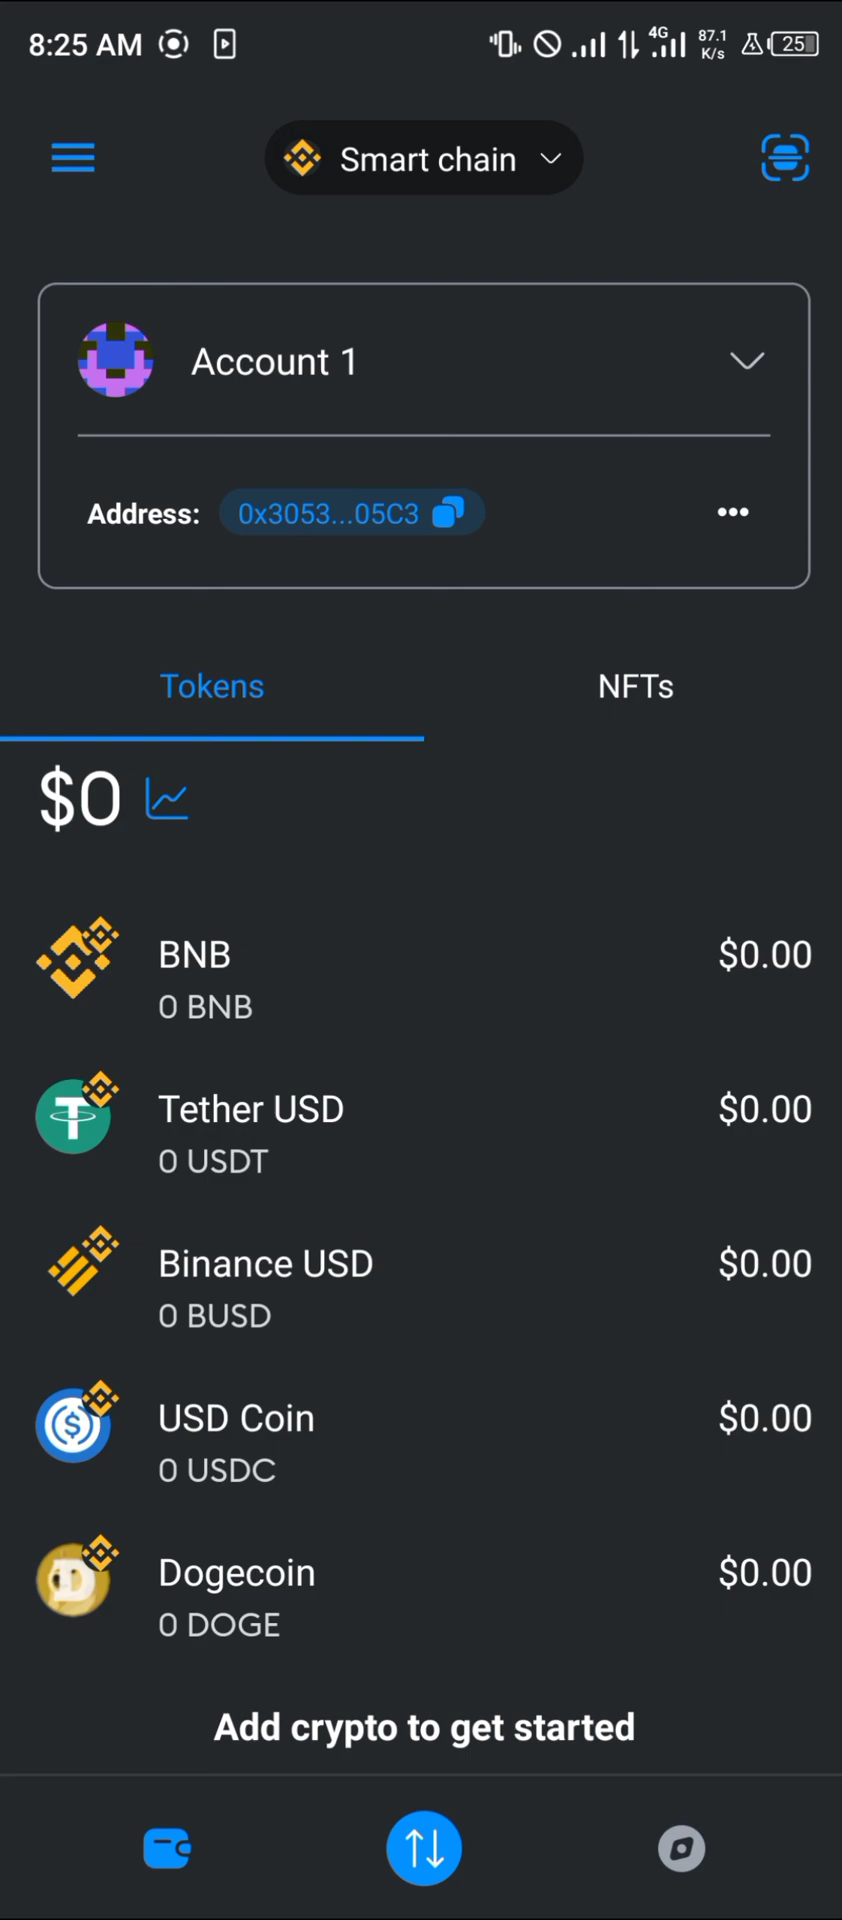 8:25 AM
4G
87.1
K/s
25
Smart chain
Account 1
Address: 0x3053...05C3
Tokens
NFTs
$0
BNB
$0.00
0 BNB
Tether USD
$0.00
0 USDT
Binance USD
$0.00
0 BUSD
USD Coin
$0.00
0 USDC
Dogecoin
$0.00
0 DOGE
Add crypto to get started